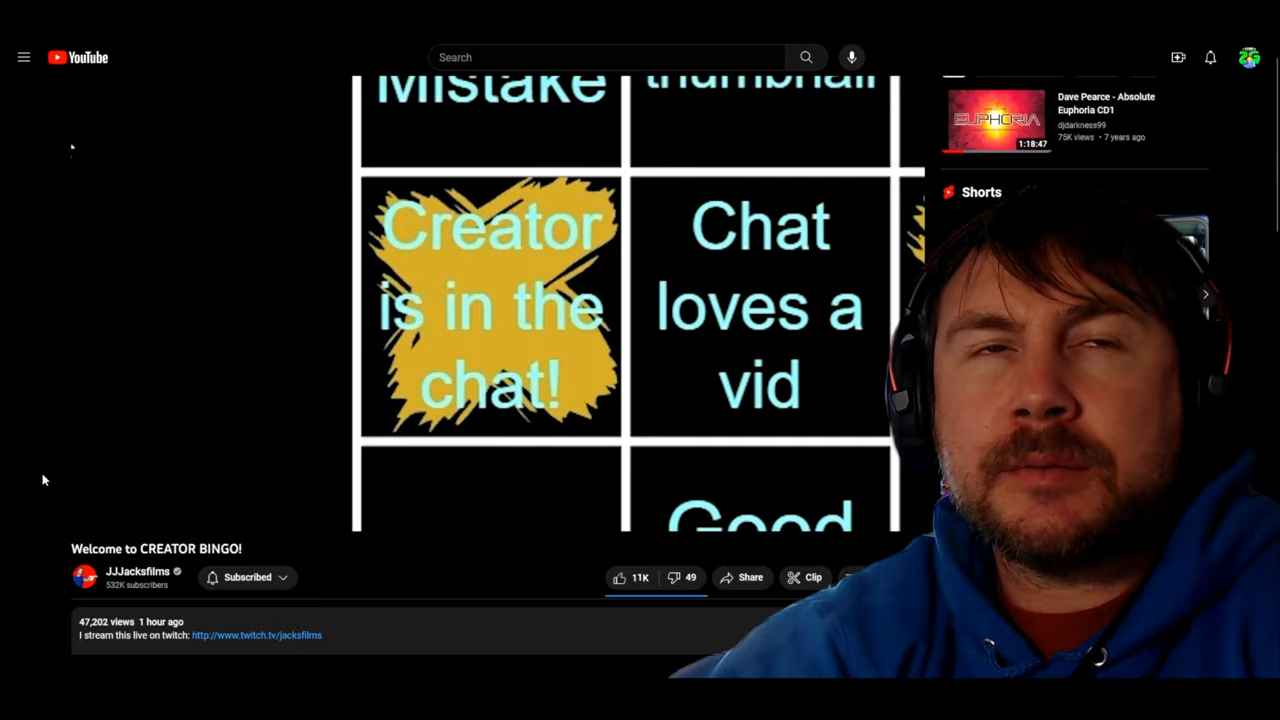 YouTube
Search
Mistake
thumbnail
Creator
is in the
chat!
Chat
loves a
vid
Good
Dave Pearce - Absolute
Euphoria CD1
djdarkness99
75K views • 7 years ago
EUPHORIA
1:18:47
Shorts
Welcome to CREATOR BINGO!
JJJacksfilms
532K subscribers
Subscribed
11K
49
Share
Clip
47,202 views 1 hour ago
I stream this live on twitch: http://www.twitch.tv/jacksfilms